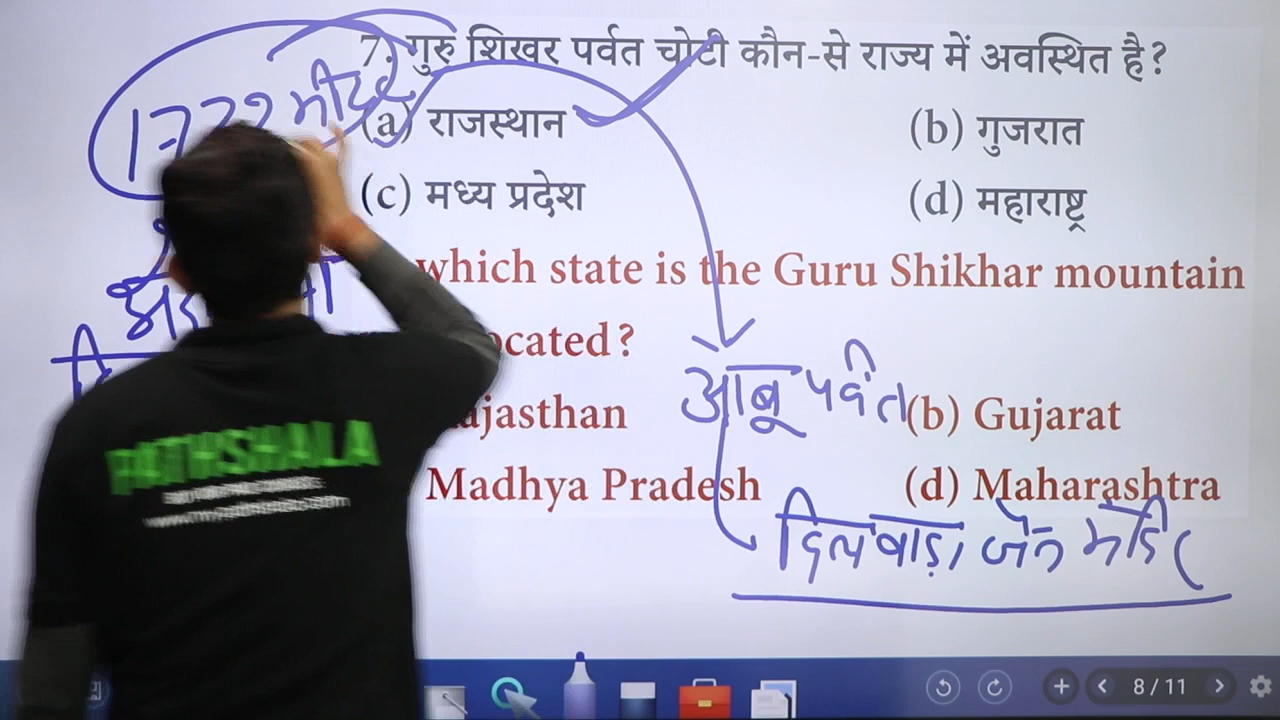 7. गुरु शिखर पर्वत चोटी कौन-से राज्य में अवस्थित है?
मीटर
(a) राजस्थान (b) गुजरात
(c) मध्य प्रदेश (d) महाराष्ट्र
which state is the Guru Shikhar mountain
ocated?
आबू पर्वत
ajasthan (b) Gujarat
Madhya Pradesh (d) Maharashtra
दिलवाड़ा जैन मंदिर
PATHSHALA
8 / 11